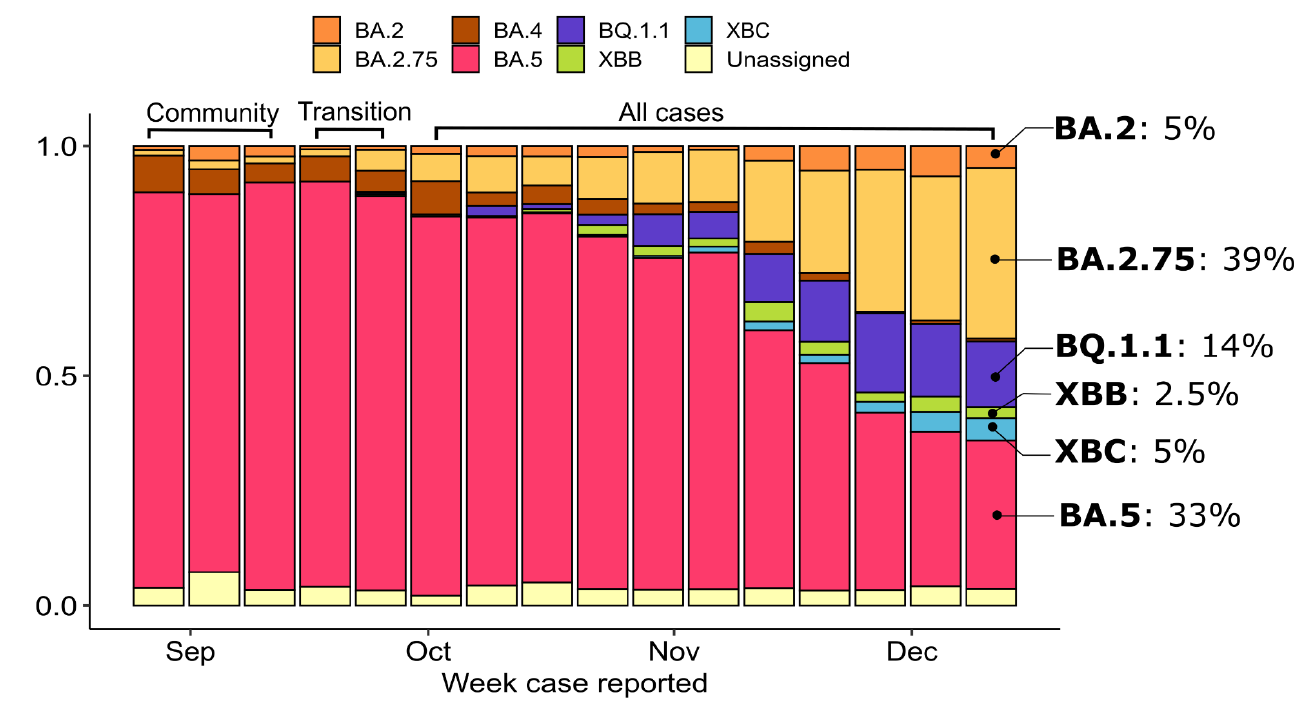 BA.2 BA.4 BQ.1.1 XBC
BA.2.75 BA.5 XBB Unassigned
Community Transition All cases
1.0
0.5
0.0
BA.2: 5%
BA.2.75: 39%
BQ.1.1: 14%
XBB: 2.5%
XBC: 5%
BA.5: 33%
Sep Oct Nov Dec
Week case reported